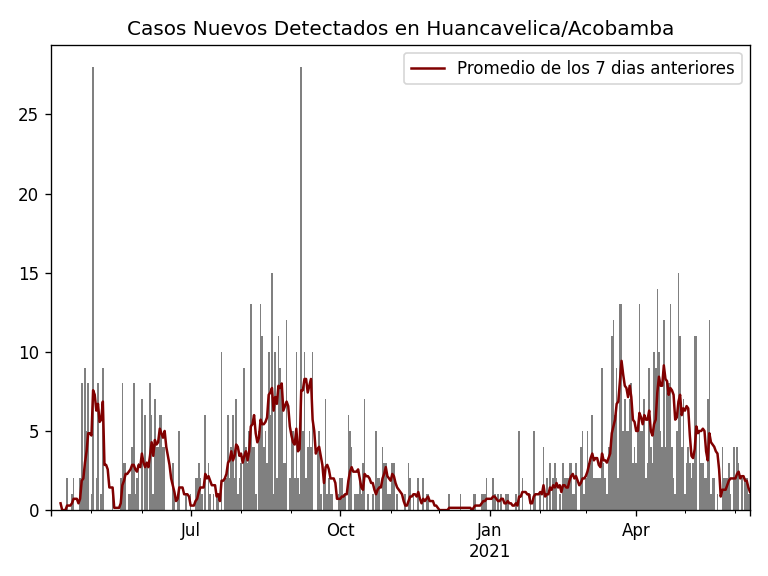 Casos Nuevos Detectados en Huancavelica/Acobamba
Promedio de los 7 dias anteriores
25
20
15
10
5
0
Jul
Oct
Jan
2021
Apr